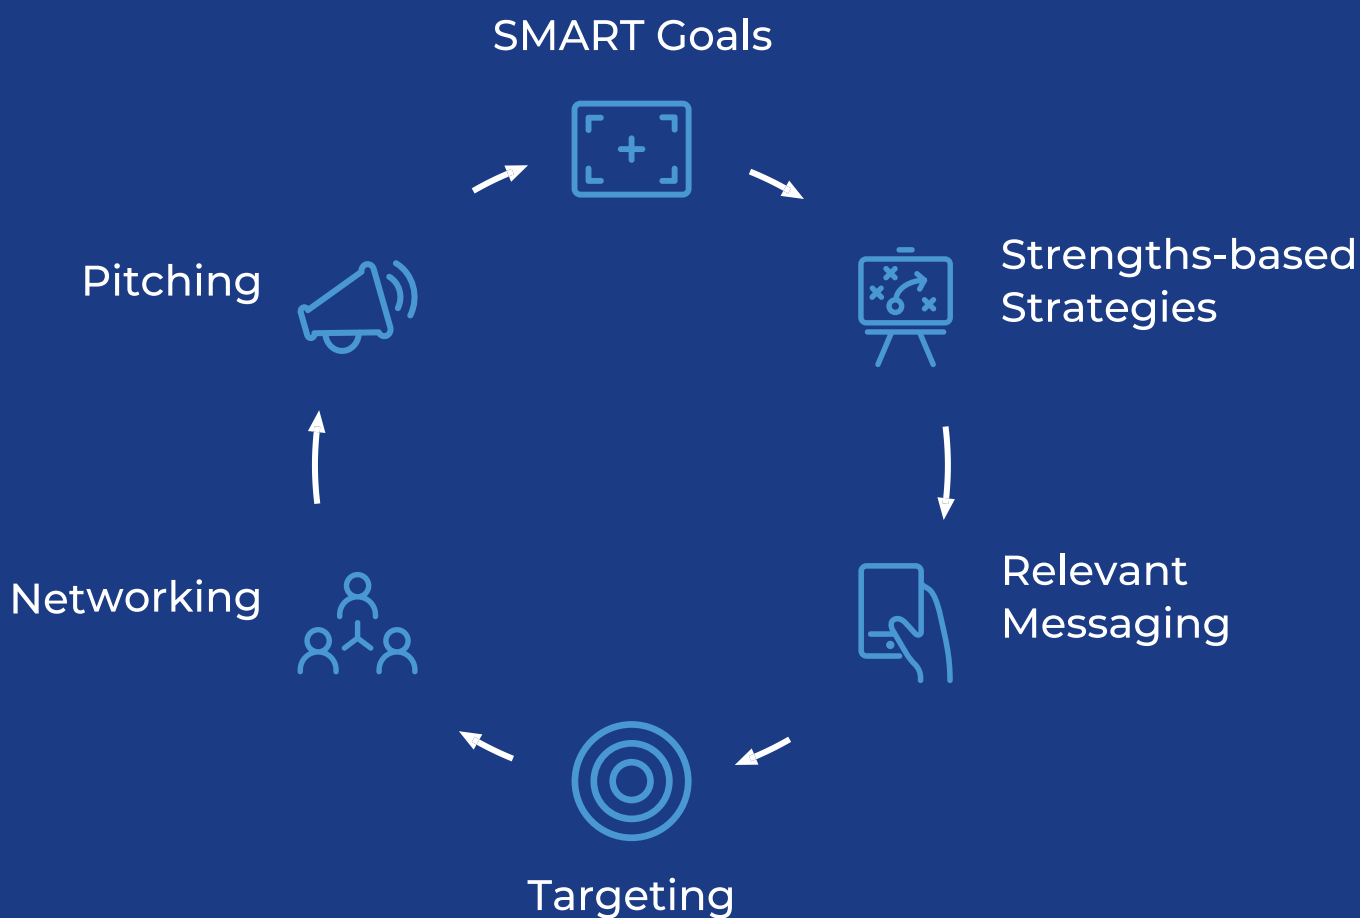 SMART Goals
Strengths-based
Strategies
Relevant
Messaging
Targeting
Networking
Pitching